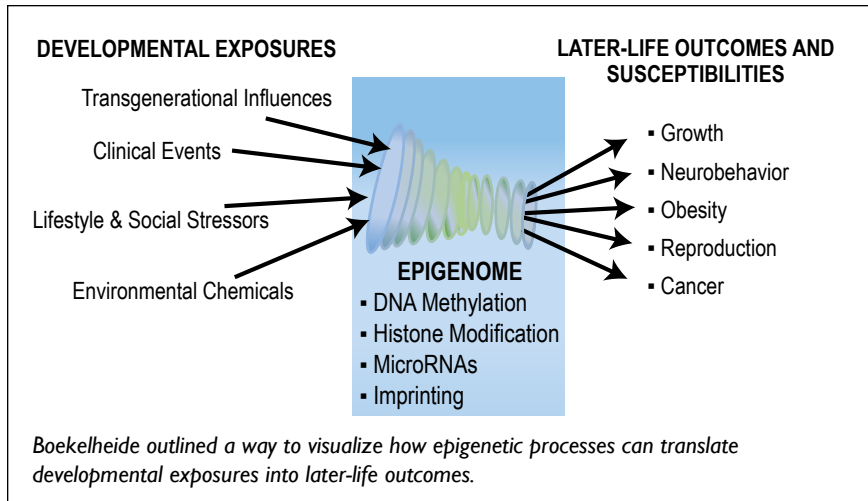 DEVELOPMENTAL EXPOSURES
Transgenerational Influences
Clinical Events
Lifestyle & Social Stressors
Environmental Chemicals
EPIGENOME
▪ DNA Methylation
▪ Histone Modification
▪ MicroRNAs
▪ Imprinting
LATER-LIFE OUTCOMES AND
SUSCEPTIBILITIES
▪ Growth
▪ Neurobehavior
▪ Obesity
▪ Reproduction
▪ Cancer
Boekelheide outlined a way to visualize how epigenetic processes can translate
developmental exposures into later-life outcomes.